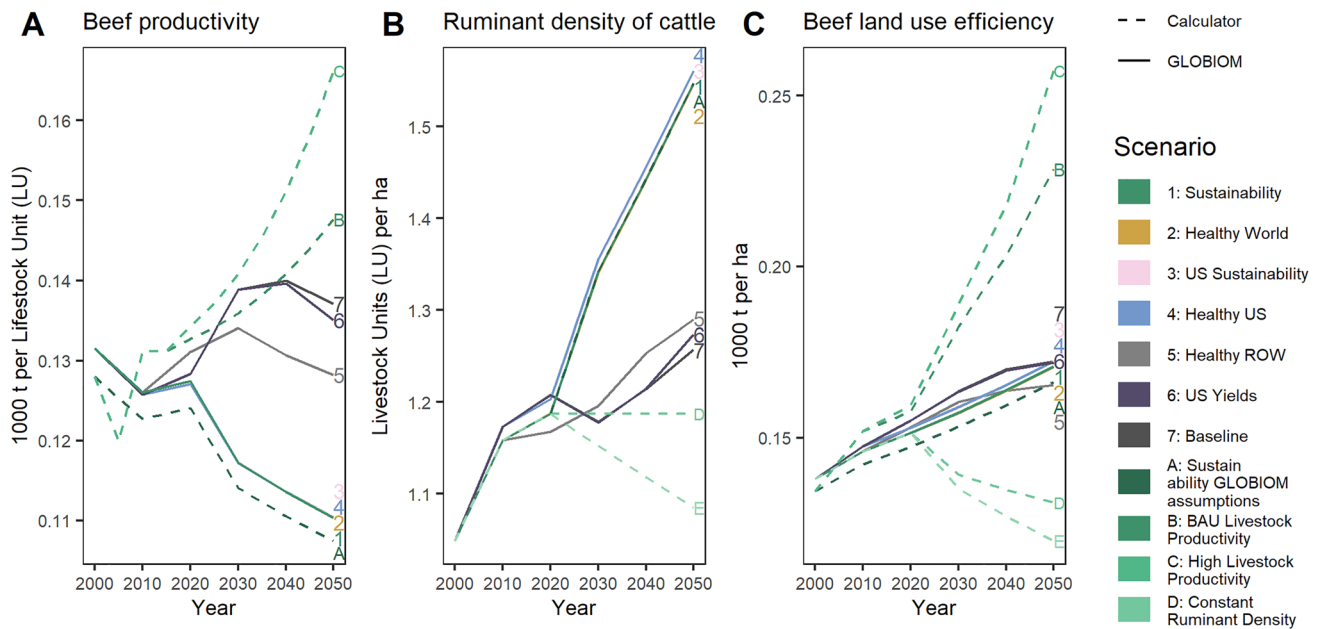 A Beef productivity
B Ruminant density of cattle
C Beef land use efficiency
1000 t per Lifestock Unit (LU)
0.16
0.15
0.14
0.13
0.12
0.11
C
B
7
6
5
3
4
2
1
A
2000 2010 2020 2030 2040 2050
Year
Livestock Units (LU) per ha
1.5
1.4
1.3
1.2
1.1
4
3
1
A
2
5
6
7
D
E
2000 2010 2020 2030 2040 2050
Year
1000 t per ha
0.25
0.20
0.15
C
B
7
3
4
6
1
2
A
5
D
E
2000 2010 2020 2030 2040 2050
Year
Calculator
GLOBIOM
Scenario
1: Sustainability
2: Healthy World
3: US Sustainability
4: Healthy US
5: Healthy ROW
6: US Yields
7: Baseline
A: Sustain
ability GLOBIOM
assumptions
B: BAU Livestock
Productivity
C: High Livestock
Productivity
D: Constant
Ruminant Density